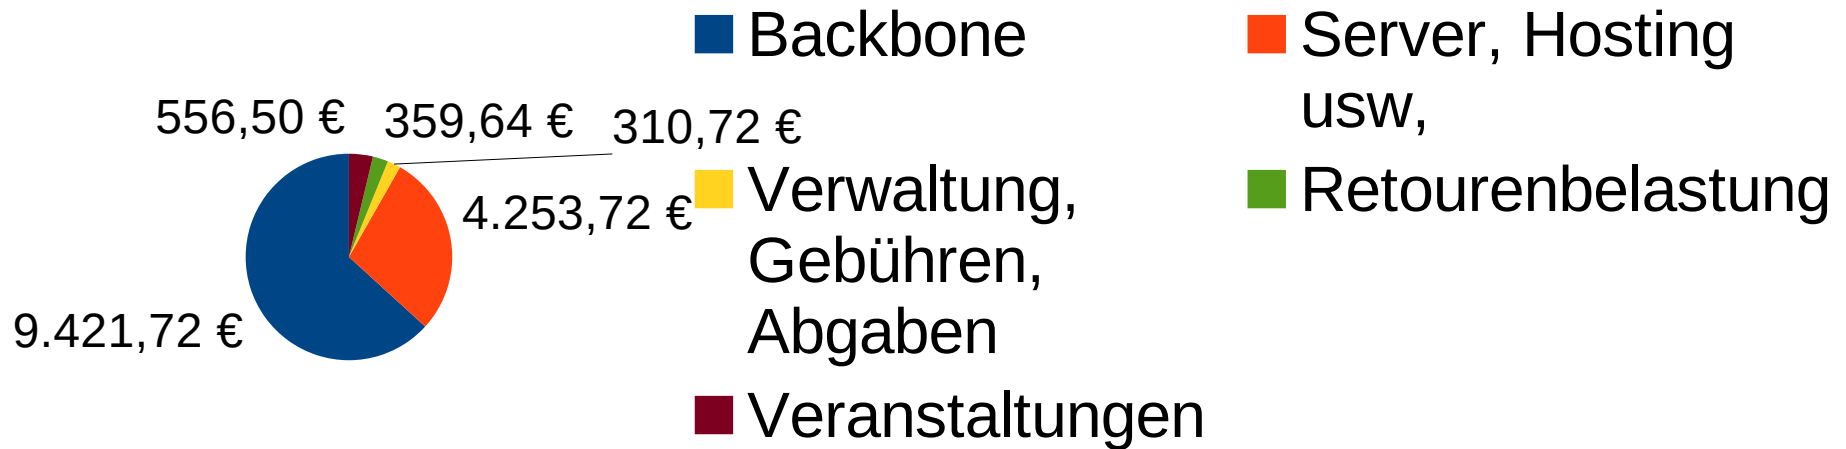 556,50 €
359,64 €
310,72 €
4.253,72 €
9.421,72 €
Backbone
Server, Hosting
usw,
Verwaltung,
Gebühren,
Abgaben
Retourenbelastung
Veranstaltungen